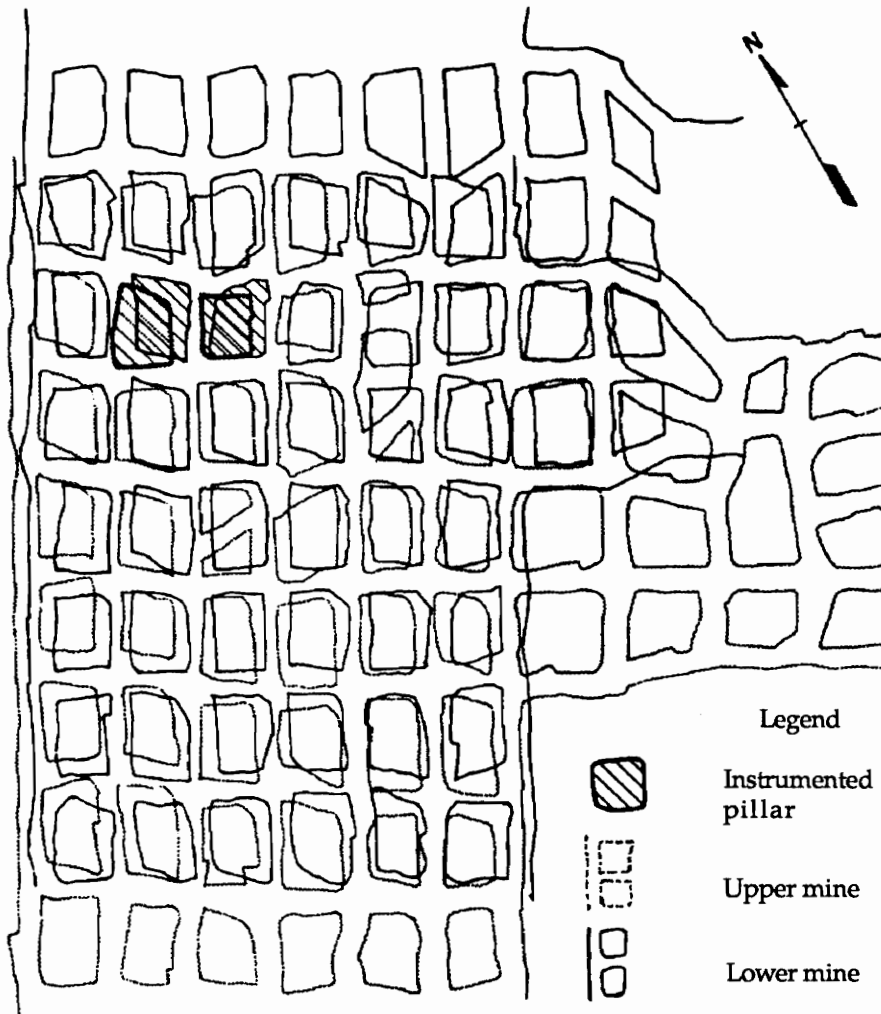 N
Legend
Instrumented
pillar
Upper mine
Lower mine